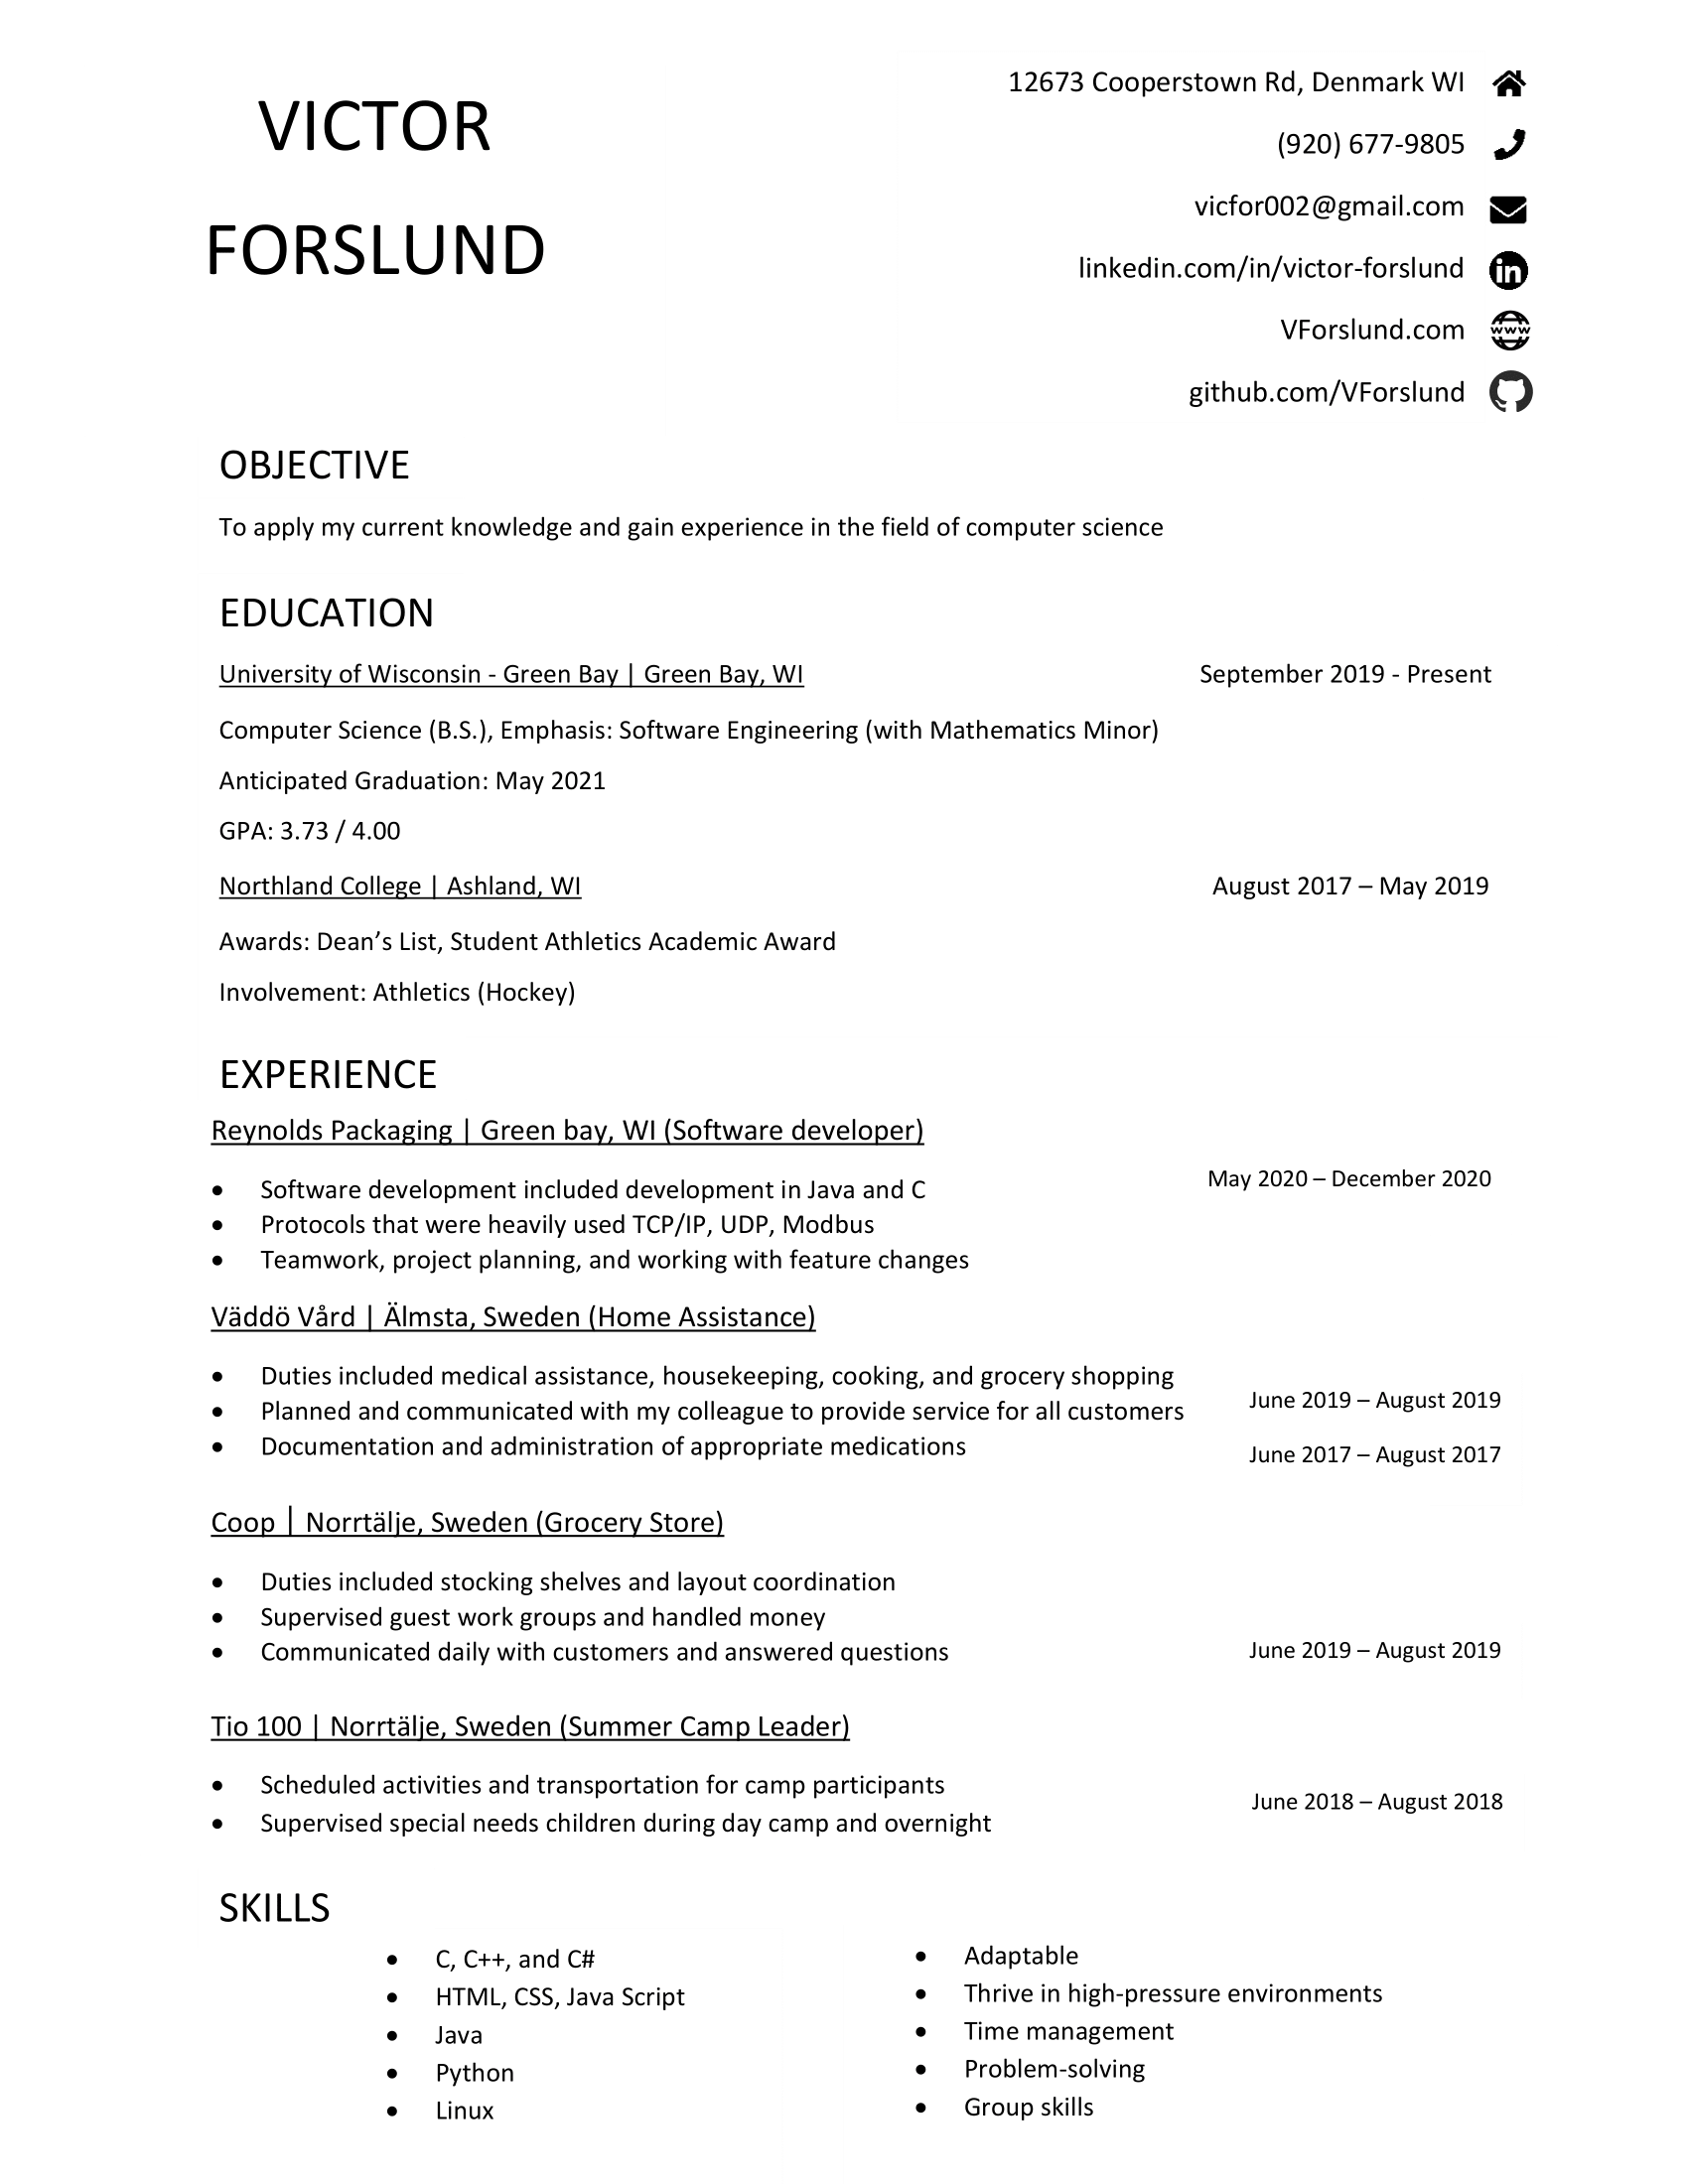 VICTOR
FORSLUND
12673 Cooperstown Rd, Denmark WI
(920) 677-9805
vicfor002@gmail.com
linkedin.com/in/victor-forslund
VForslund.com
github.com/VForslund
OBJECTIVE
To apply my current knowledge and gain experience in the field of computer science
EDUCATION
University of Wisconsin - Green Bay | Green Bay, WI September 2019 - Present
Computer Science (B.S.), Emphasis: Software Engineering (with Mathematics Minor)
Anticipated Graduation: May 2021
GPA: 3.73 / 4.00
Northland College | Ashland, WI August 2017 – May 2019
Awards: Dean’s List, Student Athletics Academic Award
Involvement: Athletics (Hockey)
EXPERIENCE
Reynolds Packaging | Green bay, WI (Software developer)
May 2020 – December 2020
• Software development included development in Java and C
• Protocols that were heavily used TCP/IP, UDP, Modbus
• Teamwork, project planning, and working with feature changes
Väddö Vård | Älmsta, Sweden (Home Assistance)
• Duties included medical assistance, housekeeping, cooking, and grocery shopping
June 2019 – August 2019
• Planned and communicated with my colleague to provide service for all customers
• Documentation and administration of appropriate medications
June 2017 – August 2017
Coop | Norrtälje, Sweden (Grocery Store)
• Duties included stocking shelves and layout coordination
• Supervised guest work groups and handled money
• Communicated daily with customers and answered questions
June 2019 – August 2019
Tio 100 | Norrtälje, Sweden (Summer Camp Leader)
• Scheduled activities and transportation for camp participants
June 2018 – August 2018
• Supervised special needs children during day camp and overnight
SKILLS
• C, C++, and C#
• HTML, CSS, Java Script
• Java
• Python
• Linux
• Adaptable
• Thrive in high-pressure environments
• Time management
• Problem-solving
• Group skills